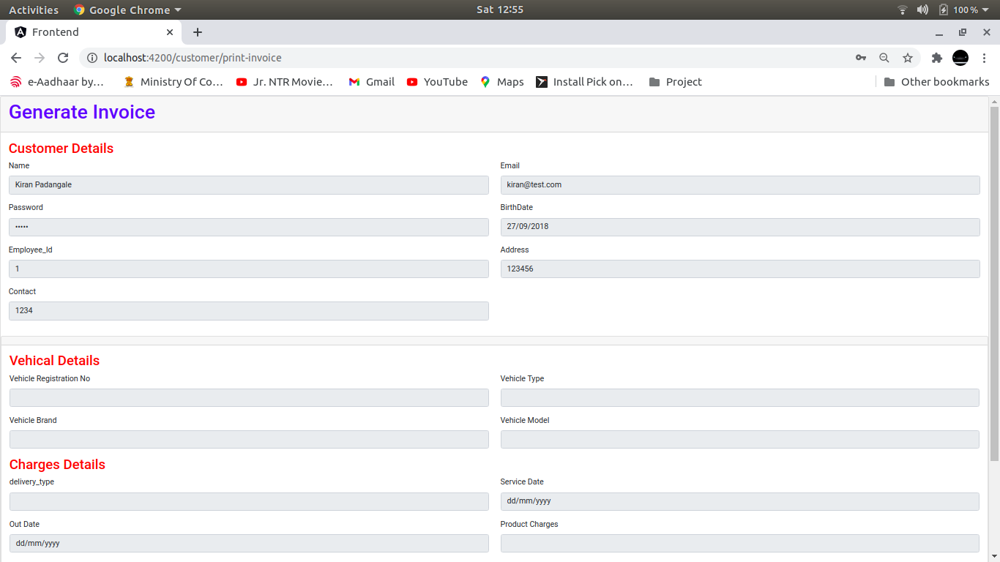 Activities Google Chrome Sat 12:55 100 %
Frontend
localhost:4200/customer/print-invoice
e-Aadhaar by... Ministry Of Co... Jr. NTR Movie... Gmail YouTube Maps Install Pick on... Project Other bookmarks
Generate Invoice
Customer Details
Name Email
Kiran Padangale kiran@test.com
Password BirthDate
••••• 27/09/2018
Employee_Id Address
1 123456
Contact
1234
Vehical Details
Vehicle Registration No Vehicle Type
Vehicle Brand Vehicle Model
Charges Details
delivery_type Service Date
dd/mm/yyyy
Out Date Product Charges
dd/mm/yyyy